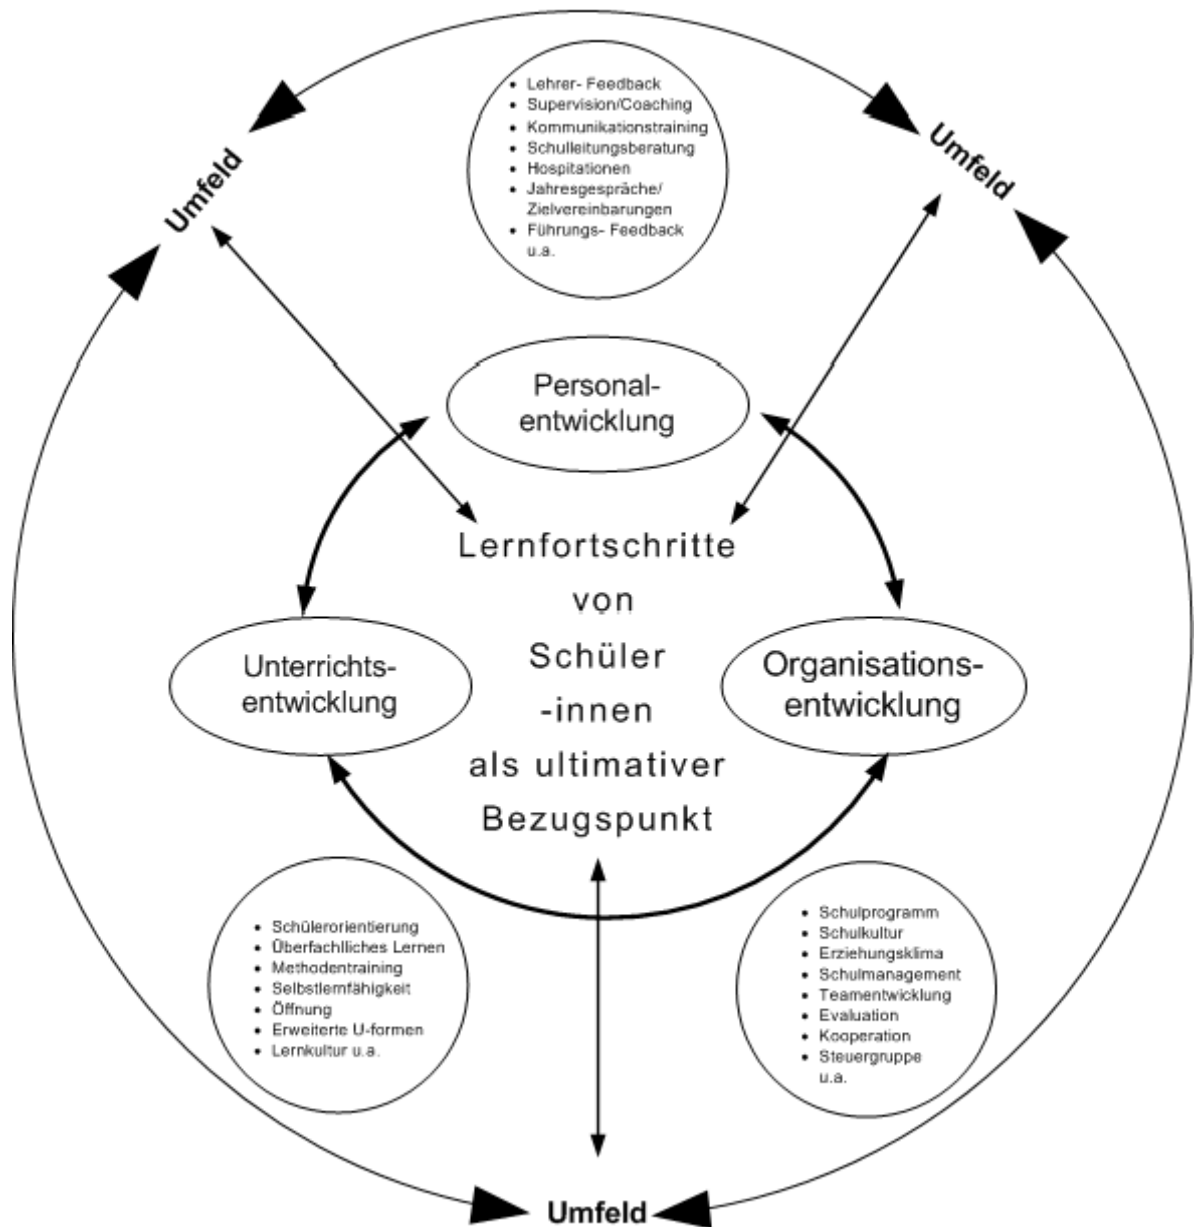 Umfeld
Umfeld
• Lehrer- Feedback
• Supervision/Coaching
• Kommunikationstraining
• Schulleitungsberatung
• Hospitationen
• Jahresgespräche/
Zielvereinbarungen
• Führungs- Feedback
u.a.
Personal-
entwicklung
Lernfortschritte
von
Schüler
-innen
als ultimativer
Bezugspunkt
Unterrichts-
entwicklung
Organisations-
entwicklung
• Schülerorientierung
• Überfachlliches Lernen
• Methodentraining
• Selbstlernfähigkeit
• Öffnung
• Erweiterte U-formen
• Lernkultur u.a.
• Schulprogramm
• Schulkultur
• Erziehungsklima
• Schulmanagement
• Teamentwicklung
• Evaluation
• Kooperation
• Steuergruppe
u.a.
Umfeld